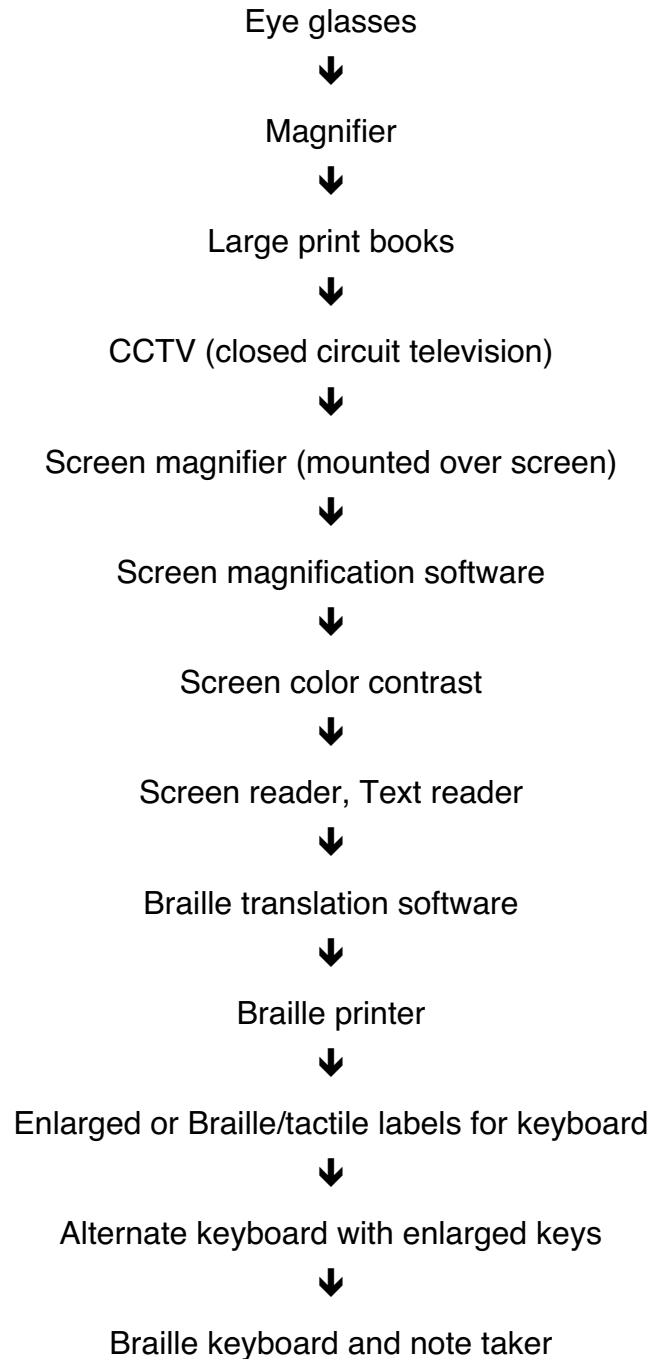 Eye glasses
Magnifier
Large print books
CCTV (closed circuit television)
Screen magnifier (mounted over screen)
Screen magnification software
Screen color contrast
Screen reader, Text reader
Braille translation software
Braille printer
Enlarged or Braille/tactile labels for keyboard
Alternate keyboard with enlarged keys
Braille keyboard and note taker